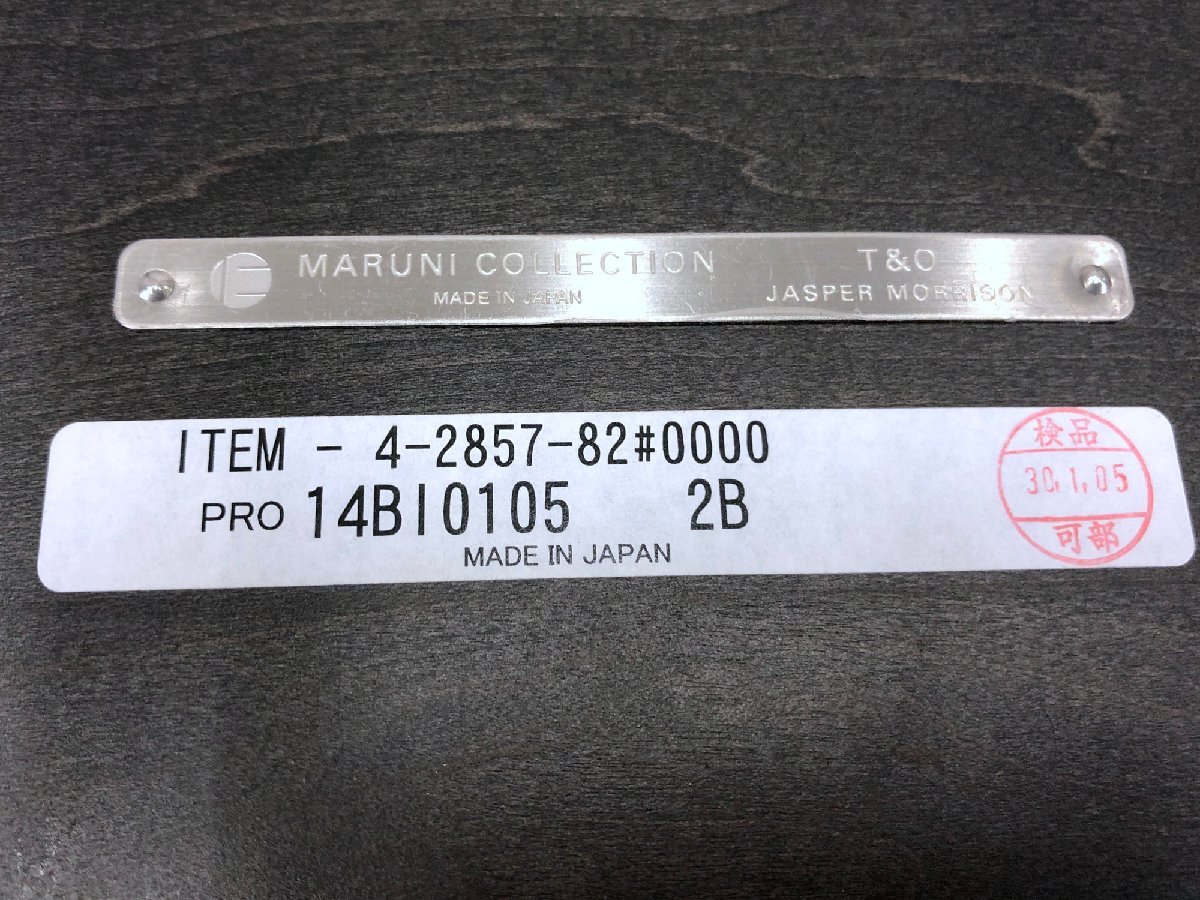 MARUNI COLLECTION
MADE IN JAPAN
T&O
JASPER MORRISON
ITEM - 4-2857-82#0000
PRO 14BI0105 2B
MADE IN JAPAN
検品
30.1.05
可部